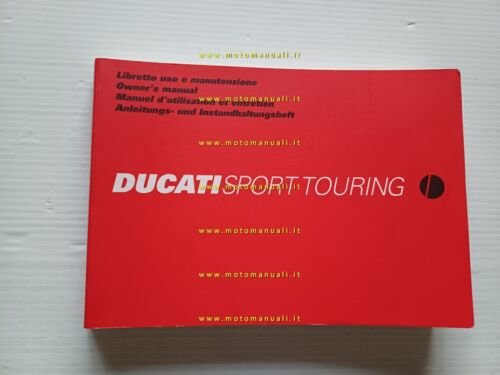 www.motomanuali.it
Libretto uso e manutenzione
Owner's manual
www.motomanuali.it
Manuel d'utilisation et entretien
Anleitungs- und Instandhaltungsheft
www.motomanuali.it
DUCATI SPORT TOURING
www.motomanuali.it
www.motomanuali.it
www.motomanuali.it
www.motomanuali.it